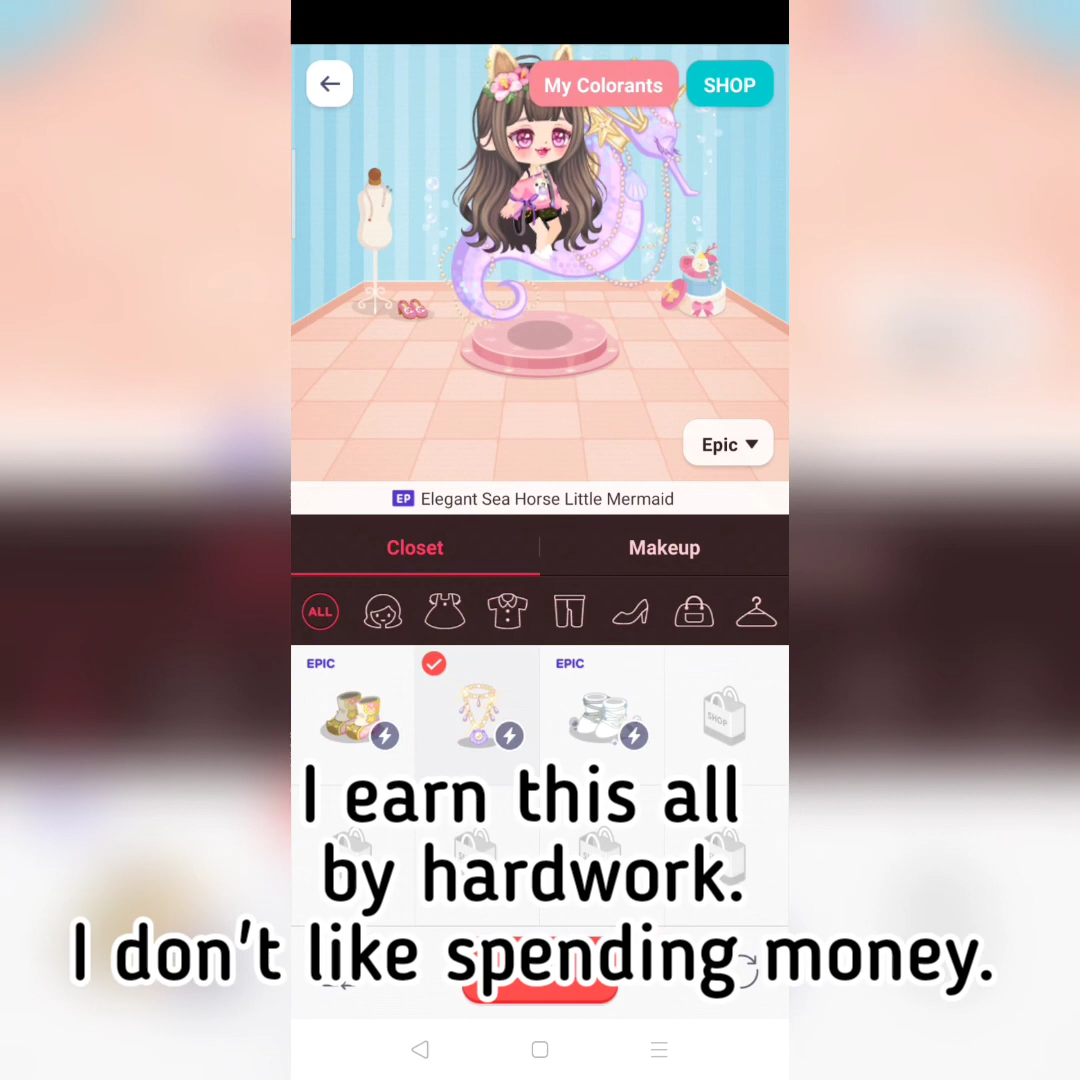 My Colorants
SHOP
Epic
EP Elegant Sea Horse Little Mermaid
Closet
Makeup
ALL
EPIC
EPIC
SHOP
I earn this all
by hardwork.
I don't like spending money.